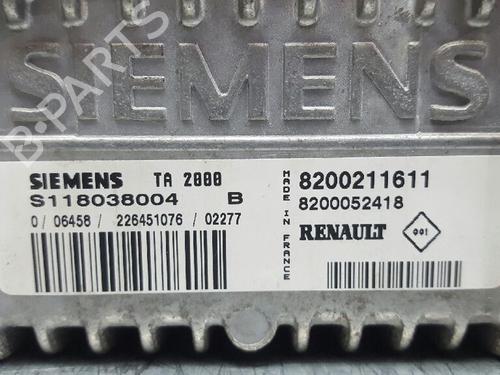 SIEMENS
B-PARTS
SIEMENS TA 2000
S118038004 B
0/ 06458 / 226451076 / 02277
MADE IN FRANCE
8200211611
8200052418
RENAULT
001